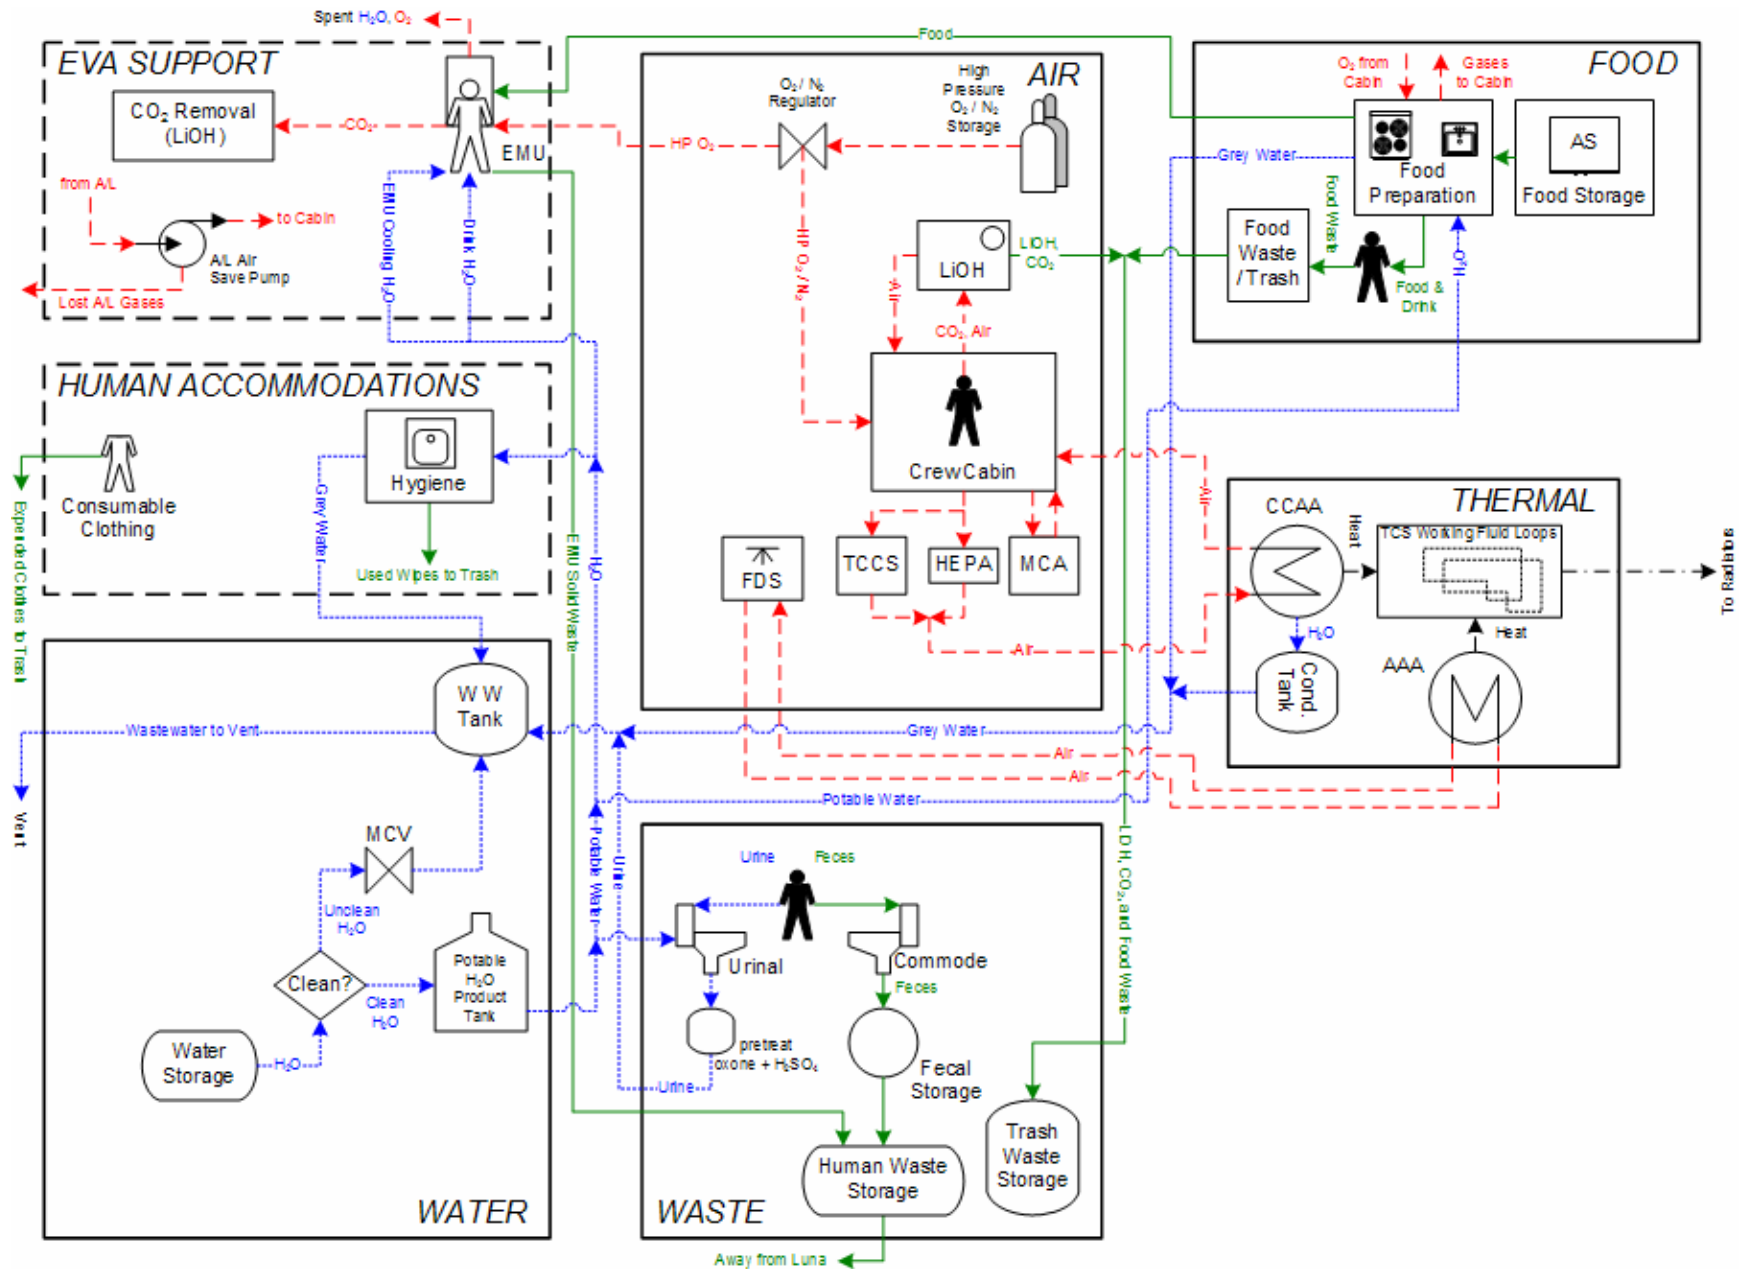 Spent H₂O, O₂
EVA SUPPORT
CO₂ Removal
(LiOH)
CO₂
EMU
from A/L
to Cabin
A/L Air
Save Pump
Lost A/L Gases
EMU Cooling H₂O
Drink H₂O
Food
HP O₂
AIR
O₂ / N₂
Regulator
High
Pressure
O₂ / N₂
Storage
HP O₂ / N₂
LiOH
LiOH,
CO₂
Air
CO₂, Air
Crew Cabin
FDS
TCCS
HEPA
MCA
Air
Air
FOOD
O₂ from
Cabin
Gases
to Cabin
Food
Preparation
AS
Food Storage
Grey Water
Food Waste
Food
Waste
/ Trash
Food &
Drink
H₂O
HUMAN ACCOMMODATIONS
Consumable
Clothing
Hygiene
Grey Water
Used Wipes to Trash
Expended Clothes to Trash
EMU Solid Waste
H₂O
THERMAL
CCAA
Heat
TCS Working Fluid Loops
To Radiators
H₂O
Cond.
Tank
Heat
AAA
WW
Tank
Wastewater to Vent
Vent
Grey Water
Air
Air
Potable Water
MCV
Unclean
H₂O
Clean?
Clean
H₂O
Potable
H₂O
Product
Tank
Water
Storage
H₂O
WATER
Potable Water
Urine
Urine
Feces
Urinal
Commode
Feces
pretreat
oxone + H₂SO₄
Urine
Fecal
Storage
Human Waste
Storage
Trash
Waste
Storage
WASTE
Away from Luna
CO₂, and Food Waste